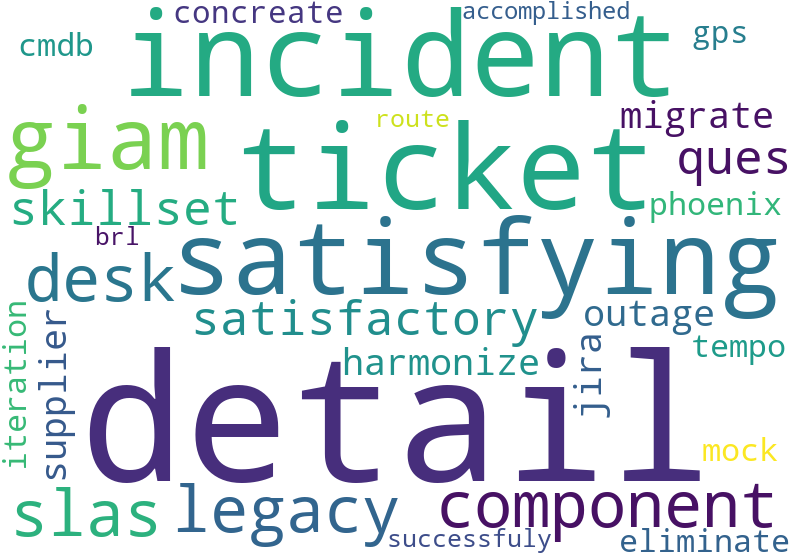 concreate
accomplished
cmdb
incident
gps
giam
route
migrate
ticket
ques
skillset
phoenix
brl
satisfying
desk
satisfactory
outage
iteration
supplier
harmonize
jira
tempo
detail
mock
slas
legacy
component
successfuly
eliminate